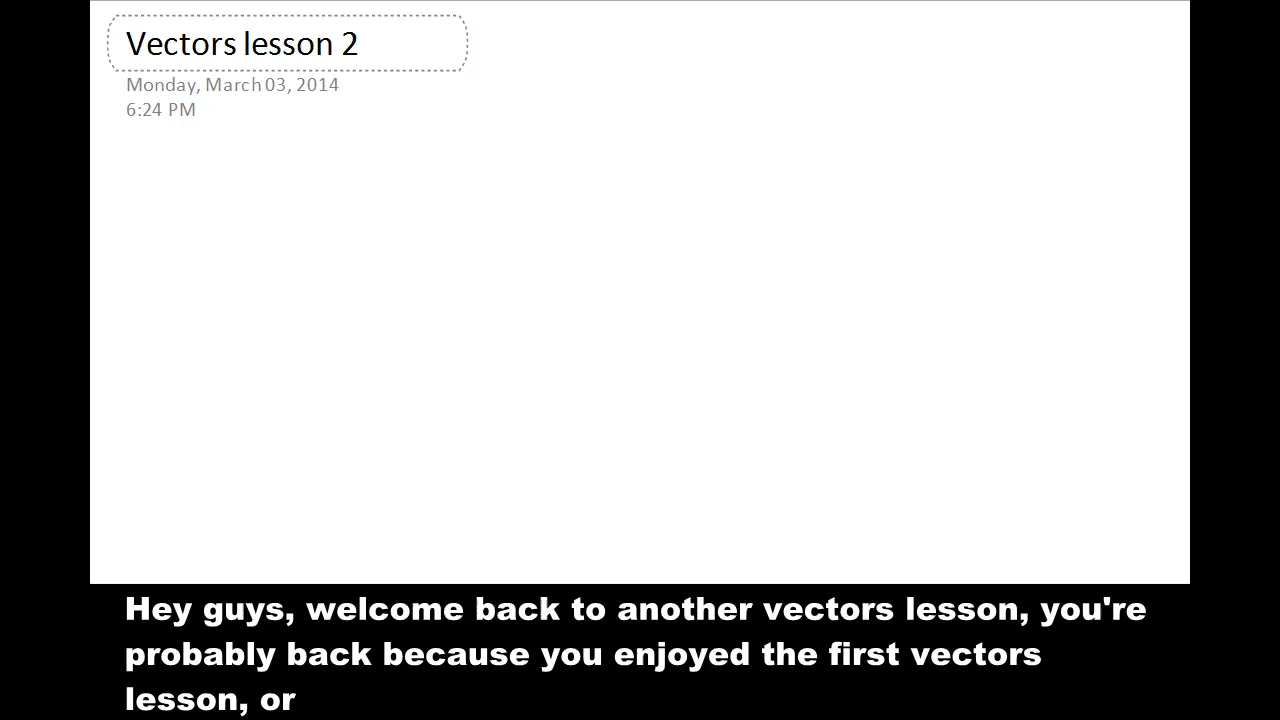 Vectors lesson 2
Monday, March 03, 2014
6:24 PM
Hey guys, welcome back to another vectors lesson, you're
probably back because you enjoyed the first vectors
lesson, or